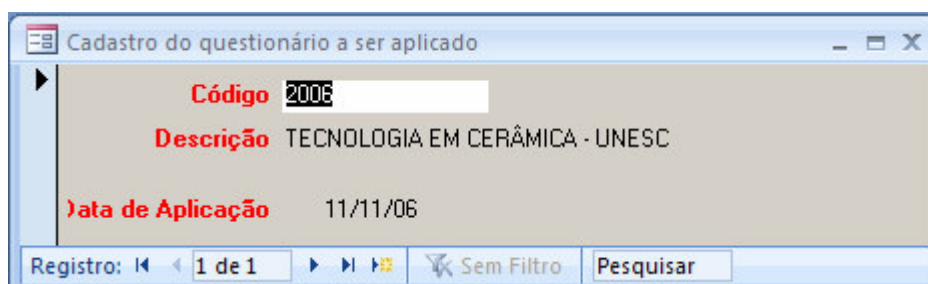 Cadastro do questionário a ser aplicado
Código 2006
Descrição TECNOLOGIA EM CERÂMICA - UNESC
Data de Aplicação 11/11/06
Registro: 1 de 1 Sem Filtro Pesquisar